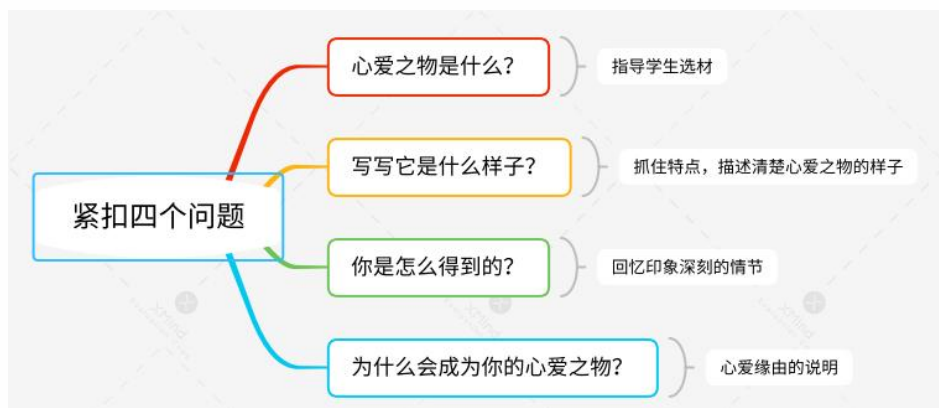 心爱之物是什么？
指导学生选材
写写它是什么样子？
抓住特点，描述清楚心爱之物的样子
紧扣四个问题
你是怎么得到的？
回忆印象深刻的情节
为什么会成为你的心爱之物？
心爱缘由的说明
XMind
XMind
XMind